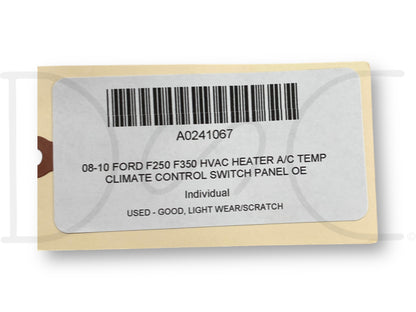 A0241067
08-10 FORD F250 F350 HVAC HEATER A/C TEMP
CLIMATE CONTROL SWITCH PANEL OE
Individual
USED - GOOD, LIGHT WEAR/SCRATCH